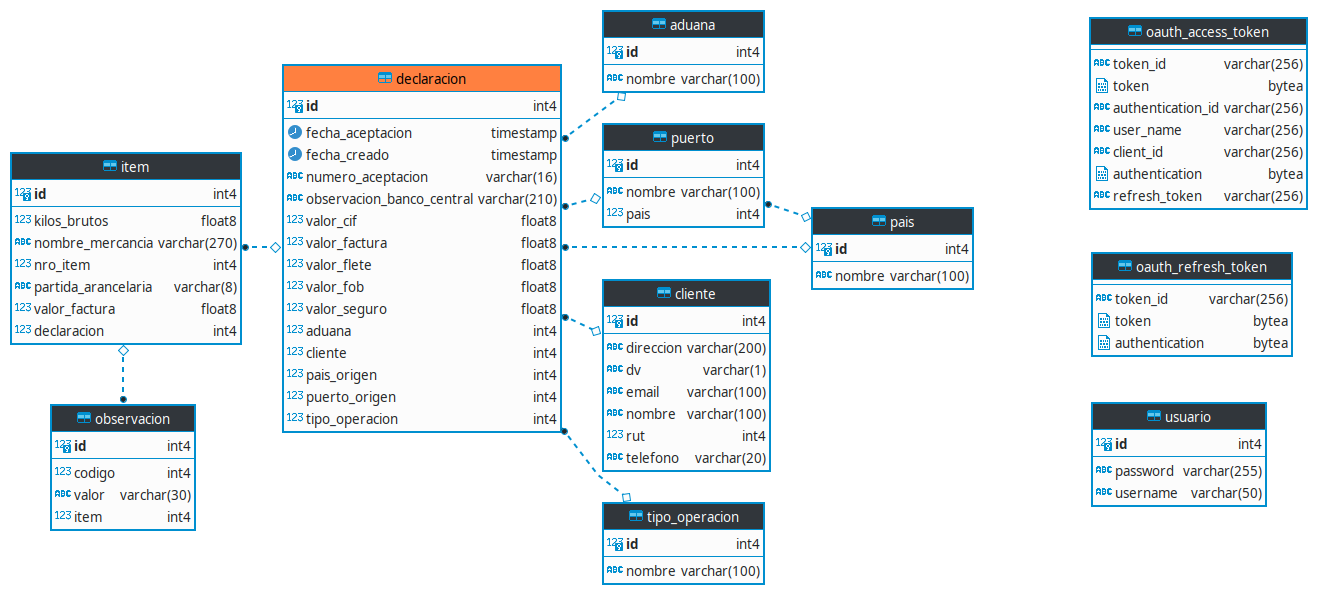 item
id int4
kilos_brutos float8
nombre_mercancia varchar(270)
nro_item int4
partida_arancelaria varchar(8)
valor_factura float8
declaracion int4
observacion
id int4
codigo int4
valor varchar(30)
item int4
declaracion
id int4
fecha_aceptacion timestamp
fecha_creado timestamp
numero_aceptacion varchar(16)
observacion_banco_central varchar(210)
valor_cif float8
valor_factura float8
valor_flete float8
valor_fob float8
valor_seguro float8
aduana int4
cliente int4
pais_origen int4
puerto_origen int4
tipo_operacion int4
aduana
id int4
nombre varchar(100)
puerto
id int4
nombre varchar(100)
pais int4
pais
id int4
nombre varchar(100)
cliente
id int4
direccion varchar(200)
dv varchar(1)
email varchar(100)
nombre varchar(100)
rut int4
telefono varchar(20)
tipo_operacion
id int4
nombre varchar(100)
oauth_access_token
token_id varchar(256)
token bytea
authentication_id varchar(256)
user_name varchar(256)
client_id varchar(256)
authentication bytea
refresh_token varchar(256)
oauth_refresh_token
token_id varchar(256)
token bytea
authentication bytea
usuario
id int4
password varchar(255)
username varchar(50)